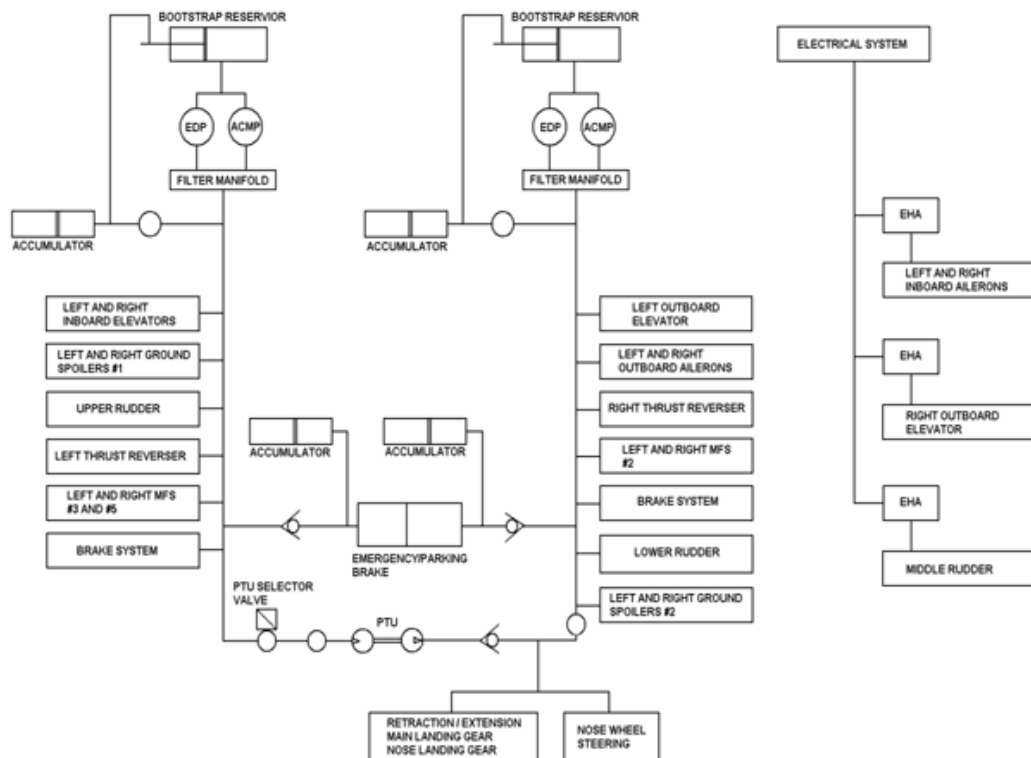 BOOTSTRAP RESERVIOR
EDP
ACMP
FILTER MANIFOLD
ACCUMULATOR
LEFT AND RIGHT
INBOARD ELEVATORS
LEFT AND RIGHT GROUND
SPOILERS #1
UPPER RUDDER
LEFT THRUST REVERSER
LEFT AND RIGHT MFS
#3 AND #5
BRAKE SYSTEM
PTU SELECTOR
VALVE
PTU
ACCUMULATOR
ACCUMULATOR
EMERGENCY/PARKING
BRAKE
BOOTSTRAP RESERVIOR
EDP
ACMP
FILTER MANIFOLD
ACCUMULATOR
LEFT OUTBOARD
ELEVATOR
LEFT AND RIGHT
OUTBOARD AILERONS
RIGHT THRUST REVERSER
LEFT AND RIGHT MFS
#2
BRAKE SYSTEM
LOWER RUDDER
LEFT AND RIGHT GROUND
SPOILERS #2
RETRACTION / EXTENSION
MAIN LANDING GEAR
NOSE LANDING GEAR
NOSE WHEEL
STEERING
ELECTRICAL SYSTEM
EHA
LEFT AND RIGHT
INBOARD AILERONS
EHA
RIGHT OUTBOARD
ELEVATOR
EHA
MIDDLE RUDDER